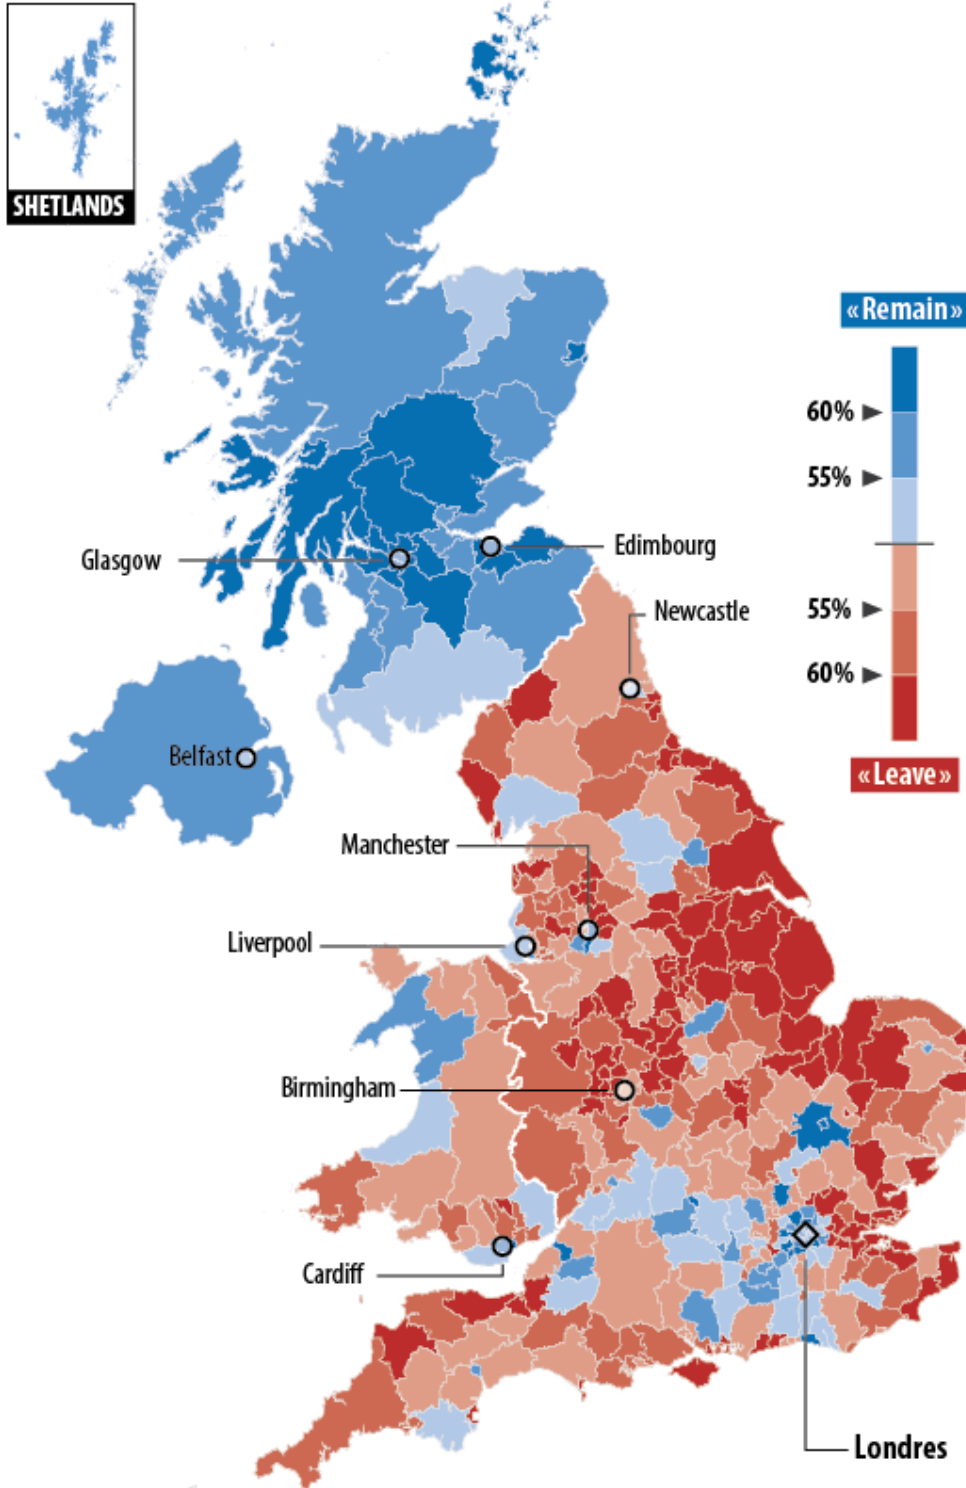 SHETLANDS
«Remain»
60%
55%
55%
60%
«Leave»
Glasgow
Edimbourg
Newcastle
Belfast
Manchester
Liverpool
Birmingham
Cardiff
Londres